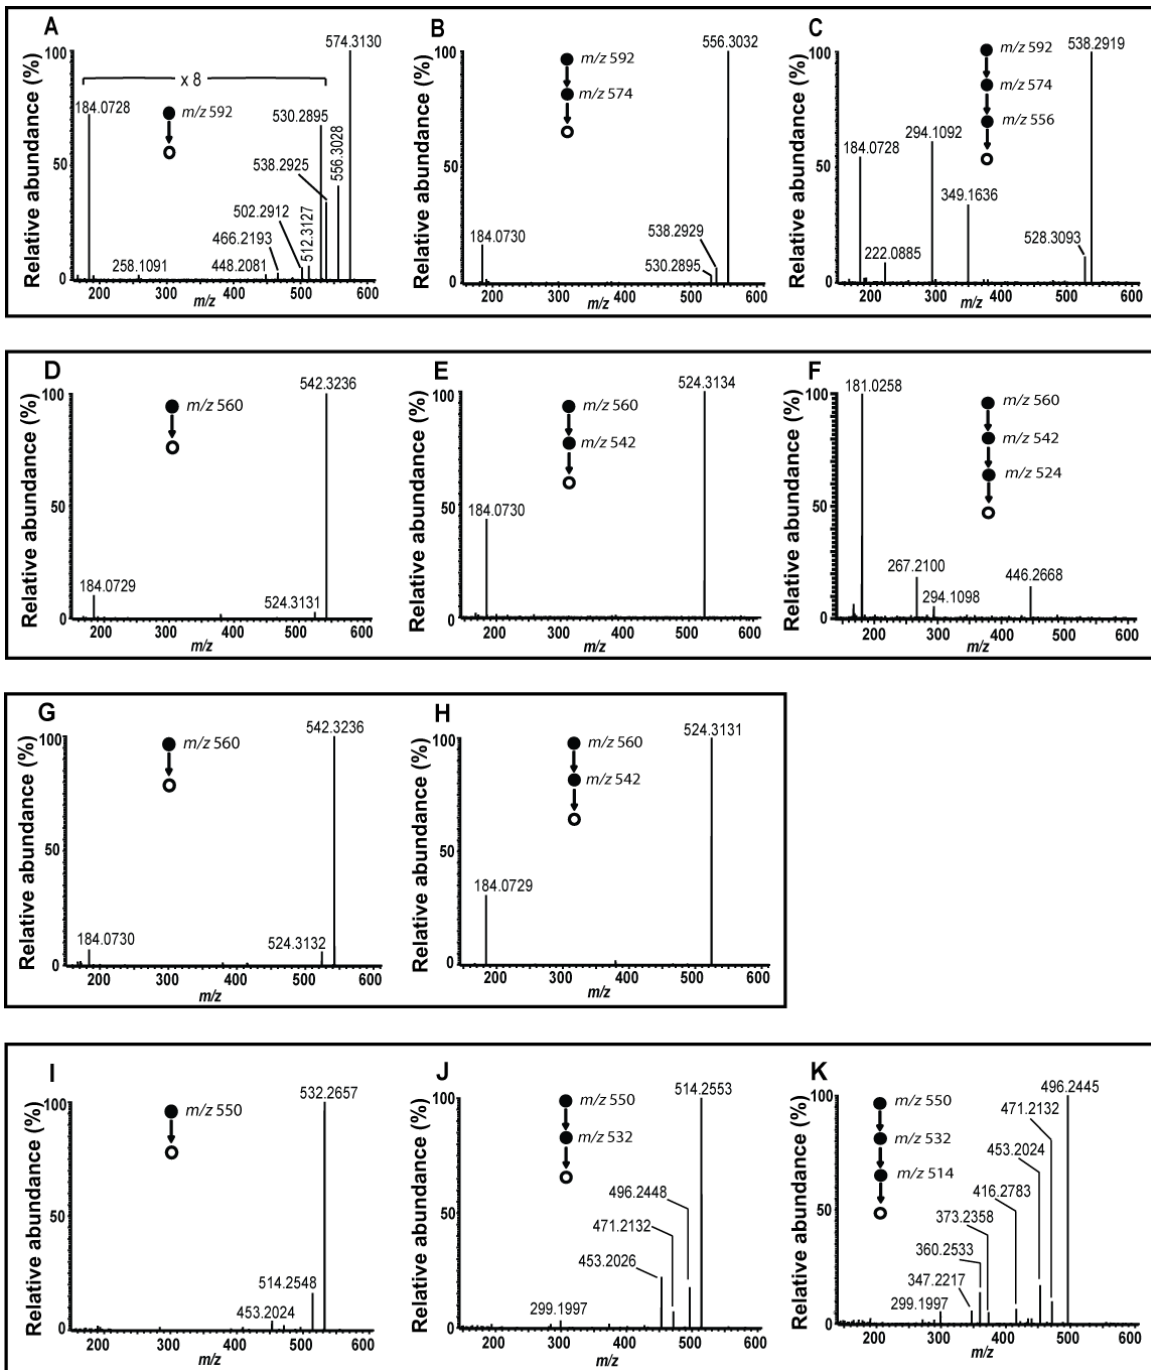 A
Relative abundance (%)
100
50
0
x 8
m/z 592
184.0728
258.1091
448.2081
466.2193
502.2912
512.3127
538.2925
530.2895
556.3028
574.3130
200 300 400 500 600
m/z
B
Relative abundance (%)
100
50
0
m/z 592
m/z 574
184.0730
530.2895
538.2929
556.3032
200 300 400 500 600
m/z
C
Relative abundance (%)
100
50
0
m/z 592
m/z 574
m/z 556
184.0728
222.0885
294.1092
349.1636
528.3093
538.2919
200 300 400 500 600
m/z
D
Relative abundance (%)
100
50
0
m/z 560
184.0729
524.3131
542.3236
200 300 400 500 600
m/z
E
Relative abundance (%)
100
50
0
m/z 560
m/z 542
184.0730
524.3134
200 300 400 500 600
m/z
F
Relative abundance (%)
100
50
0
m/z 560
m/z 542
m/z 524
181.0258
267.2100
294.1098
446.2668
200 300 400 500 600
m/z
G
Relative abundance (%)
100
50
0
m/z 560
184.0730
524.3132
542.3236
200 300 400 500 600
m/z
H
Relative abundance (%)
100
50
0
m/z 560
m/z 542
184.0729
524.3131
200 300 400 500 600
m/z
I
Relative abundance (%)
100
50
0
m/z 550
453.2024
514.2548
532.2657
200 300 400 500 600
m/z
J
Relative abundance (%)
100
50
0
m/z 550
m/z 532
299.1997
453.2026
471.2132
496.2448
514.2553
200 300 400 500 600
m/z
K
Relative abundance (%)
100
50
0
m/z 550
m/z 532
m/z 514
299.1997
347.2217
360.2533
373.2358
416.2783
453.2024
471.2132
496.2445
200 300 400 500 600
m/z